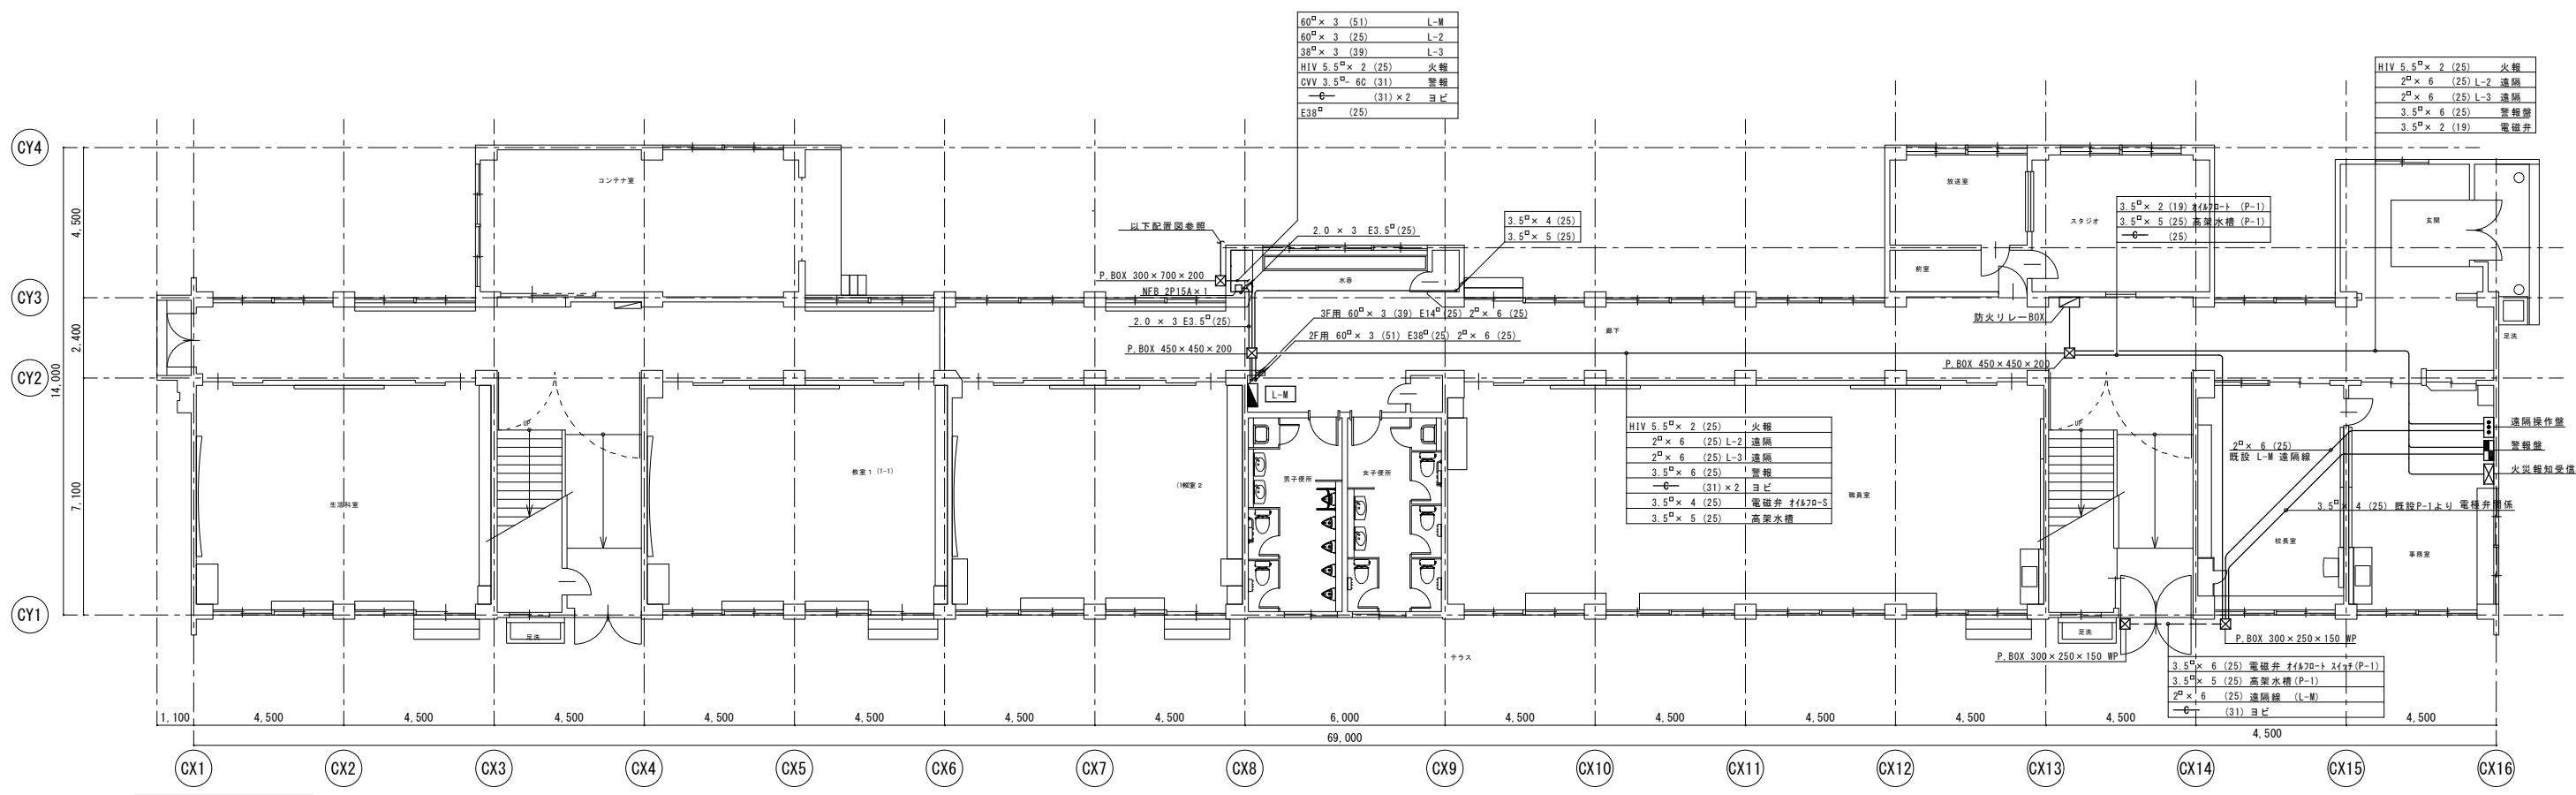 60□× 3 (51) L-M
60□× 3 (25) L-2
38□× 3 (39) L-3
HIV 5.5□× 2 (25) 火報
CVV 3.5□- 6C (31) 警報
C (31)×2 ヨビ
E38□ (25)
HIV 5.5□× 2 (25) 火報
2□× 6 (25) L-2 遠隔
2□× 6 (25) L-3 遠隔
3.5□× 6 (25) 警報盤
3.5□× 2 (19) 電磁弁
CY4
CY3
CY2
CY1
4,500
2,400
7,100
14,000
コンテナ室
放送室
スタジオ
前室
玄関
足洗
3.5□× 2 (19) オイルフロート (P-1)
3.5□× 5 (25) 高架水槽 (P-1)
C (25)
以下配置図参照
2.0 × 3 E3.5□(25)
3.5□× 4 (25)
3.5□× 5 (25)
P.BOX 300×700×200
NFB 2P15A×1
水呑
2.0 × 3 E3.5□(25)
3F用 60□× 3 (39) E14□(25) 2□× 6 (25)
2F用 60□× 3 (51) E38□(25) 2□× 6 (25)
P.BOX 450×450×200
廊下
防火リレーBOX
P.BOX 450×450×200
L-M
UP
UP
生活科室
教室1 (1-1)
男子便所
女子便所
職員室
校長室
事務室
HIV 5.5□× 2 (25) 火報
2□× 6 (25) L-2 遠隔
2□× 6 (25) L-3 遠隔
3.5□× 6 (25) 警報
C (31)×2 ヨビ
3.5□× 4 (25) 電磁弁 オイルフロ-S
3.5□× 5 (25) 高架水槽
遠隔操作盤
警報盤
火災報知受信
2□× 6 (25)
既設 L-M 遠隔線
3.5□× 4 (25) 既設P-1より 電極弁関係
足洗
足洗
テラス
P.BOX 300×250×150 WP
P.BOX 300×250×150 WP
3.5□× 6 (25) 電磁弁 オイルフロート スイッチ(P-1)
3.5□× 5 (25) 高架水槽(P-1)
2□× 6 (25) 遠隔線 (L-M)
C (31) ヨビ
1,100 4,500 4,500 4,500 4,500 4,500 4,500 4,500 6,000 4,500 4,500 4,500 4,500 4,500 4,500
69,000
4,500
CX1 CX2 CX3 CX4 CX5 CX6 CX7 CX8 CX9 CX10 CX11 CX12 CX13 CX14 CX15 CX16